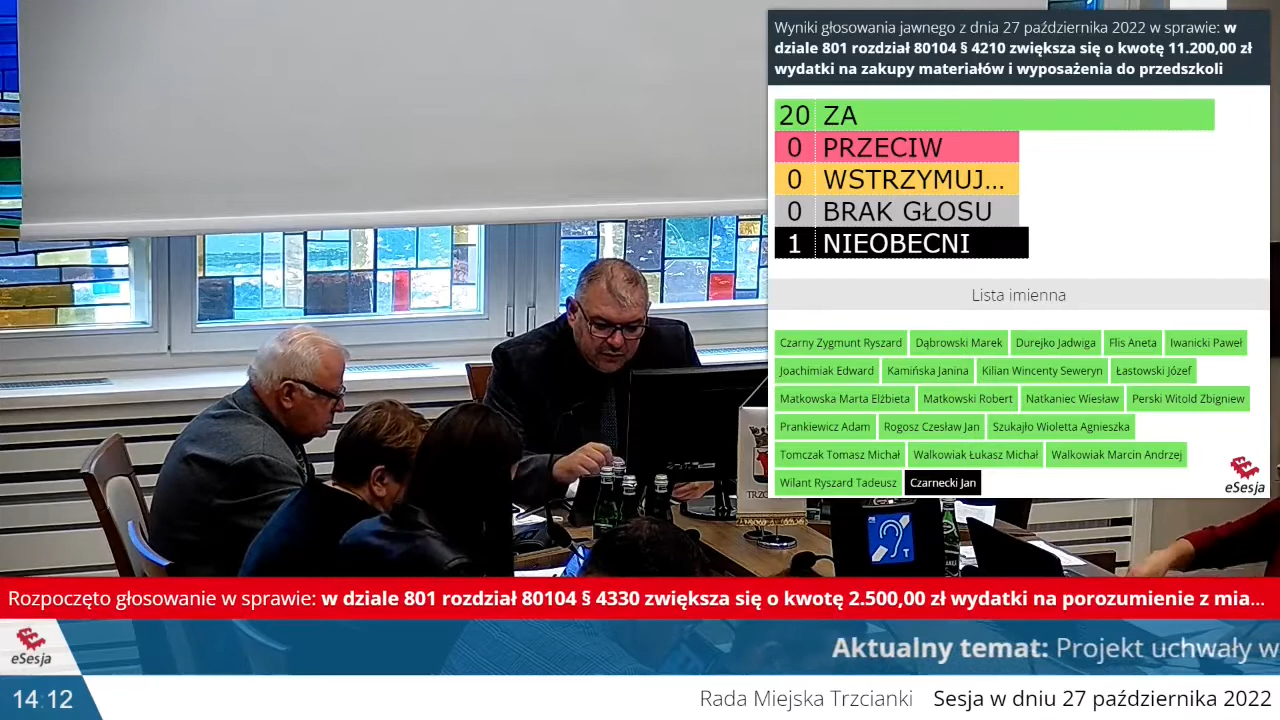 Wyniki głosowania jawnego z dnia 27 października 2022 w sprawie: w
dziale 801 rozdział 80104 § 4210 zwiększa się o kwotę 11.200,00 zł
wydatki na zakupy materiałów i wyposażenia do przedszkoli
20 ZA
0 PRZECIW
0 WSTRZYMUJ...
0 BRAK GŁOSU
1 NIEOBECNI
Lista imienna
Czarny Zygmunt Ryszard Dąbrowski Marek Durejko Jadwiga Flis Aneta Iwanicki Paweł
Joachimiak Edward Kamińska Janina Kilian Wincenty Seweryn Łastowski Józef
Matkowska Marta Elżbieta Matkowski Robert Natkaniec Wiesław Perski Witold Zbigniew
Prankiewicz Adam Rogosz Czesław Jan Szukajło Wioletta Agnieszka
Tomczak Tomasz Michał Walkowiak Łukasz Michał Walkowiak Marcin Andrzej
Wilant Ryszard Tadeusz Czarnecki Jan
eSesja
TRZC
T
Rozpoczęto głosowanie w sprawie: w dziale 801 rozdział 80104 § 4330 zwiększa się o kwotę 2.500,00 zł wydatki na porozumienie z mia...
eSesja
Aktualny temat: Projekt uchwały w
14:12
Rada Miejska Trzcianki Sesja w dniu 27 października 2022